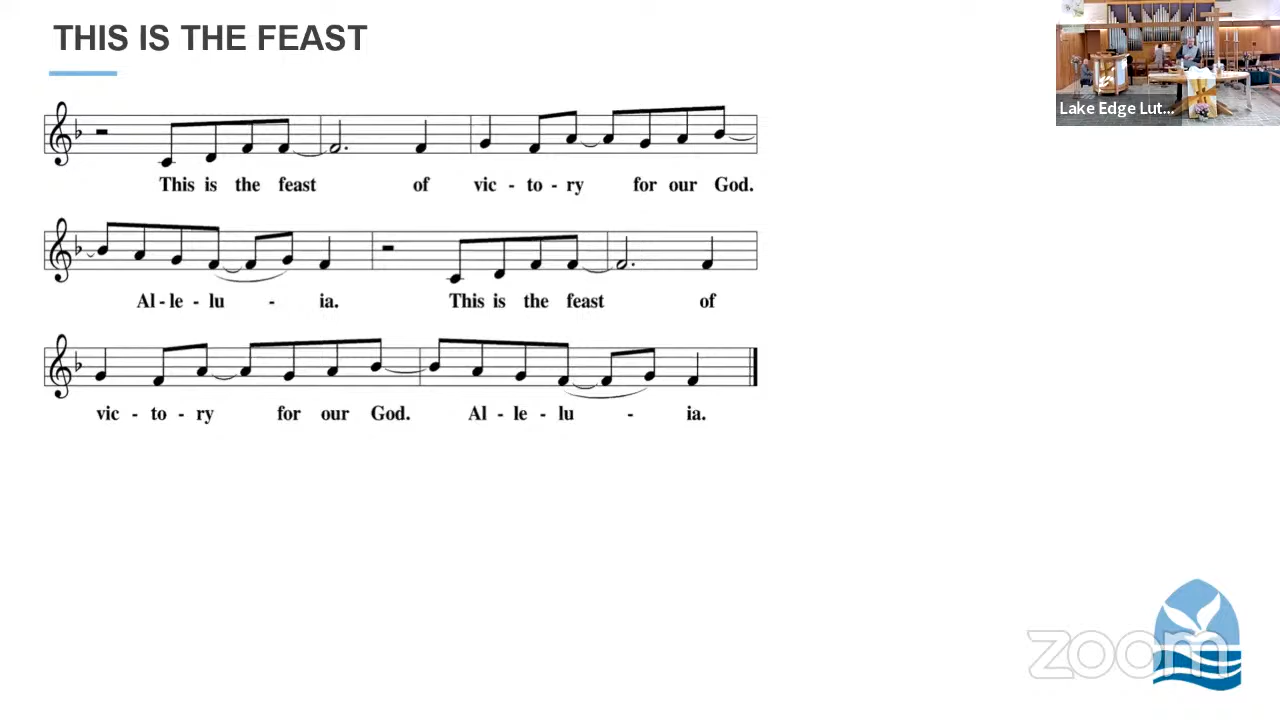 THIS IS THE FEAST
Lake Edge Lut...
This is the feast of vic - to - ry for our God.
Al - le - lu - ia. This is the feast of
vic - to - ry for our God. Al - le - lu - ia.
zoom